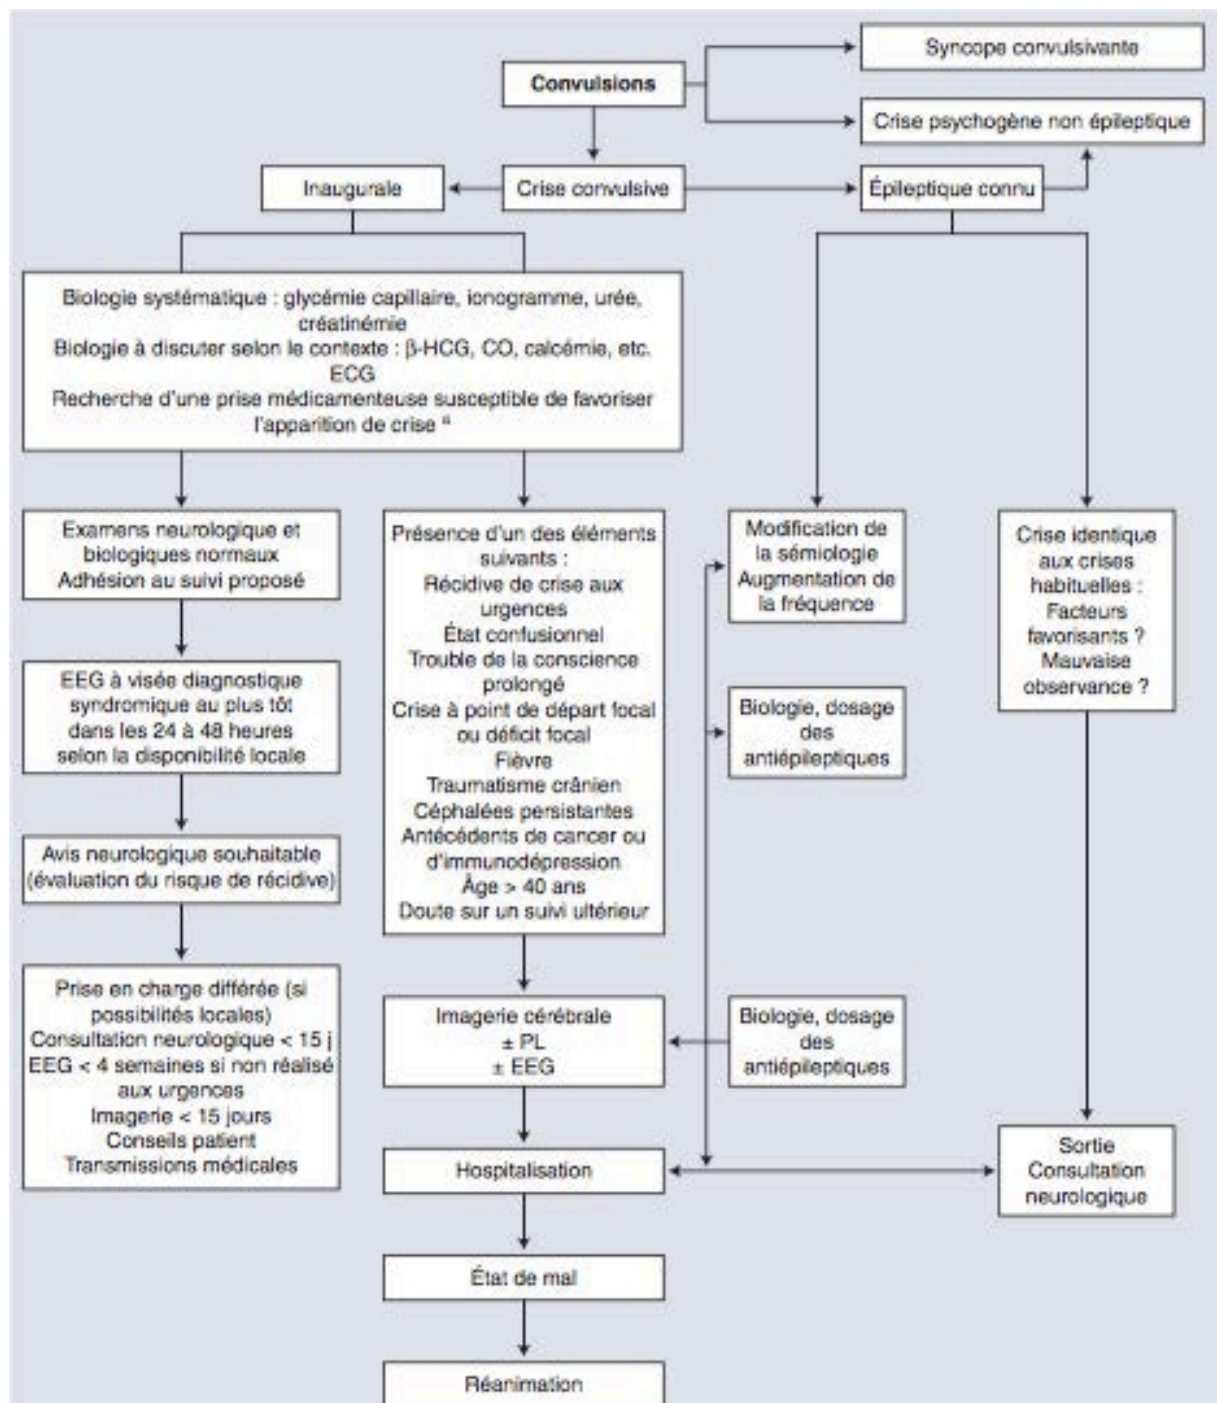 Syncope convulsivante
Convulsions
Crise psychogène non épileptique
Inaugurale
Crise convulsive
Épileptique connu
Biologie systématique : glycémie capillaire, ionogramme, urée,
créatinémie
Biologie à discuter selon le contexte : β-HCG, CO, calcémie, etc.
ECG
Recherche d'une prise médicamenteuse susceptible de favoriser
l'apparition de crise
Examens neurologique et
biologiques normaux
Adhésion au suivi proposé
EEG à visée diagnostique
syndromique au plus tôt
dans les 24 à 48 heures
selon la disponibilité locale
Avis neurologique souhaitable
(évaluation du risque de récidive)
Prise en charge différée (si
possibilités locales)
Consultation neurologique < 15 j
EEG < 4 semaines si non réalisé
aux urgences
Imagerie < 15 jours
Conseils patient
Transmissions médicales
Présence d'un des éléments
suivants :
Récidive de crise aux
urgences
État confusionnel
Trouble de la conscience
prolongé
Crise à point de départ focal
ou déficit focal
Fièvre
Traumatisme crânien
Céphalées persistantes
Antécédents de cancer ou
d'immunodépression
Âge > 40 ans
Doute sur un suivi ultérieur
Imagerie cérébrale
± PL
± EEG
Hospitalisation
État de mal
Réanimation
Modification de
la sémiologie
Augmentation de
la fréquence
Biologie, dosage
des
antiépileptiques
Biologie, dosage
des
antiépileptiques
Crise identique
aux crises
habituelles :
Facteurs
favorisants ?
Mauvaise
observance ?
Sortie
Consultation
neurologique